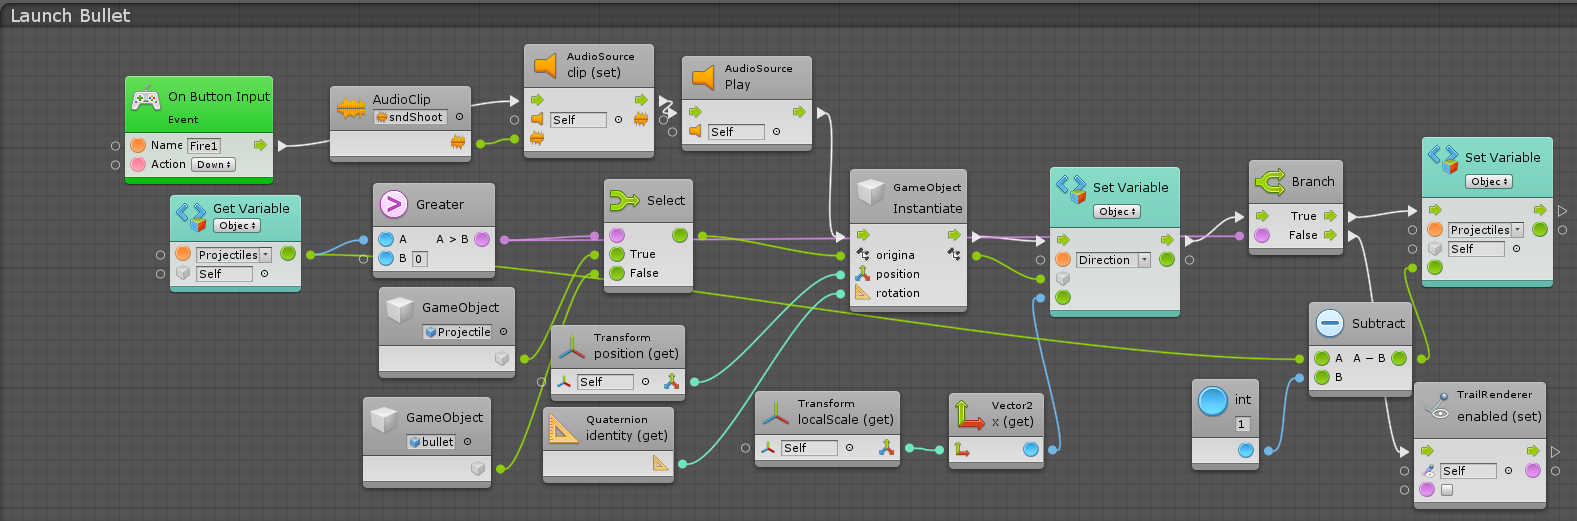 Launch Bullet
On Button Input
Event
Name Fire1
Action Down
AudioClip
sndShoot
AudioSource
clip (set)
Self
AudioSource
Play
Self
Get Variable
Objec
Projectiles
Self
Greater
A A > B
B 0
Select
True
False
GameObject
Projectile
GameObject
bullet
Transform
position (get)
Self
Quaternion
identity (get)
GameObject
Instantiate
origina
position
rotation
Transform
localScale (get)
Self
Vector2
x (get)
Set Variable
Objec
Direction
Branch
True
False
int
1
Subtract
A A − B
B
Set Variable
Objec
Projectiles
Self
TrailRenderer
enabled (set)
Self